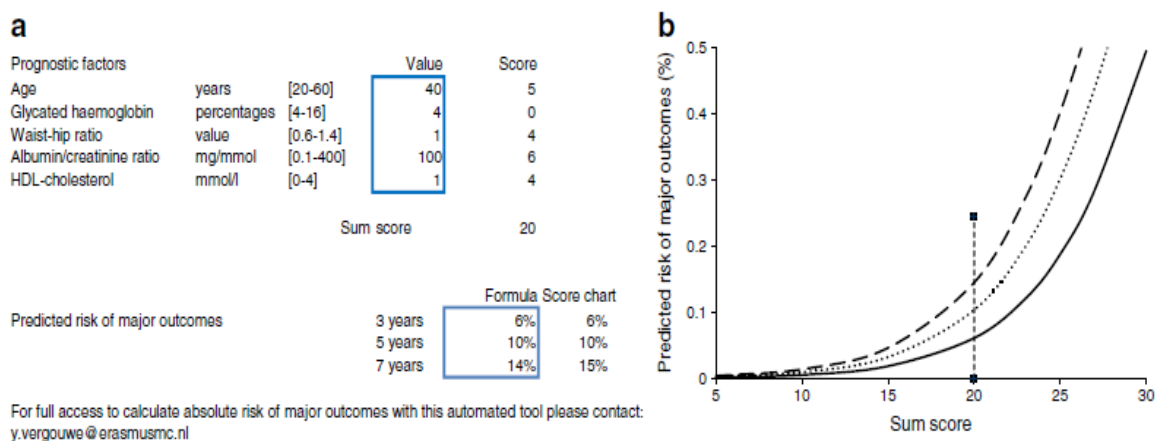 a
Prognostic factors Value Score
Age years [20-60] 40 5
Glycated haemoglobin percentages [4-16] 4 0
Waist-hip ratio value [0.6-1.4] 1 4
Albumin/creatinine ratio mg/mmol [0.1-400] 100 6
HDL-cholesterol mmol/l [0-4] 1 4
Sum score 20
Formula Score chart
Predicted risk of major outcomes 3 years 6% 6%
5 years 10% 10%
7 years 14% 15%
For full access to calculate absolute risk of major outcomes with this automated tool please contact:
y.vergouwe@erasmusmc.nl
b
Predicted risk of major outcomes (%)
0.5
0.4
0.3
0.2
0.1
0
5 10 15 20 25 30
Sum score